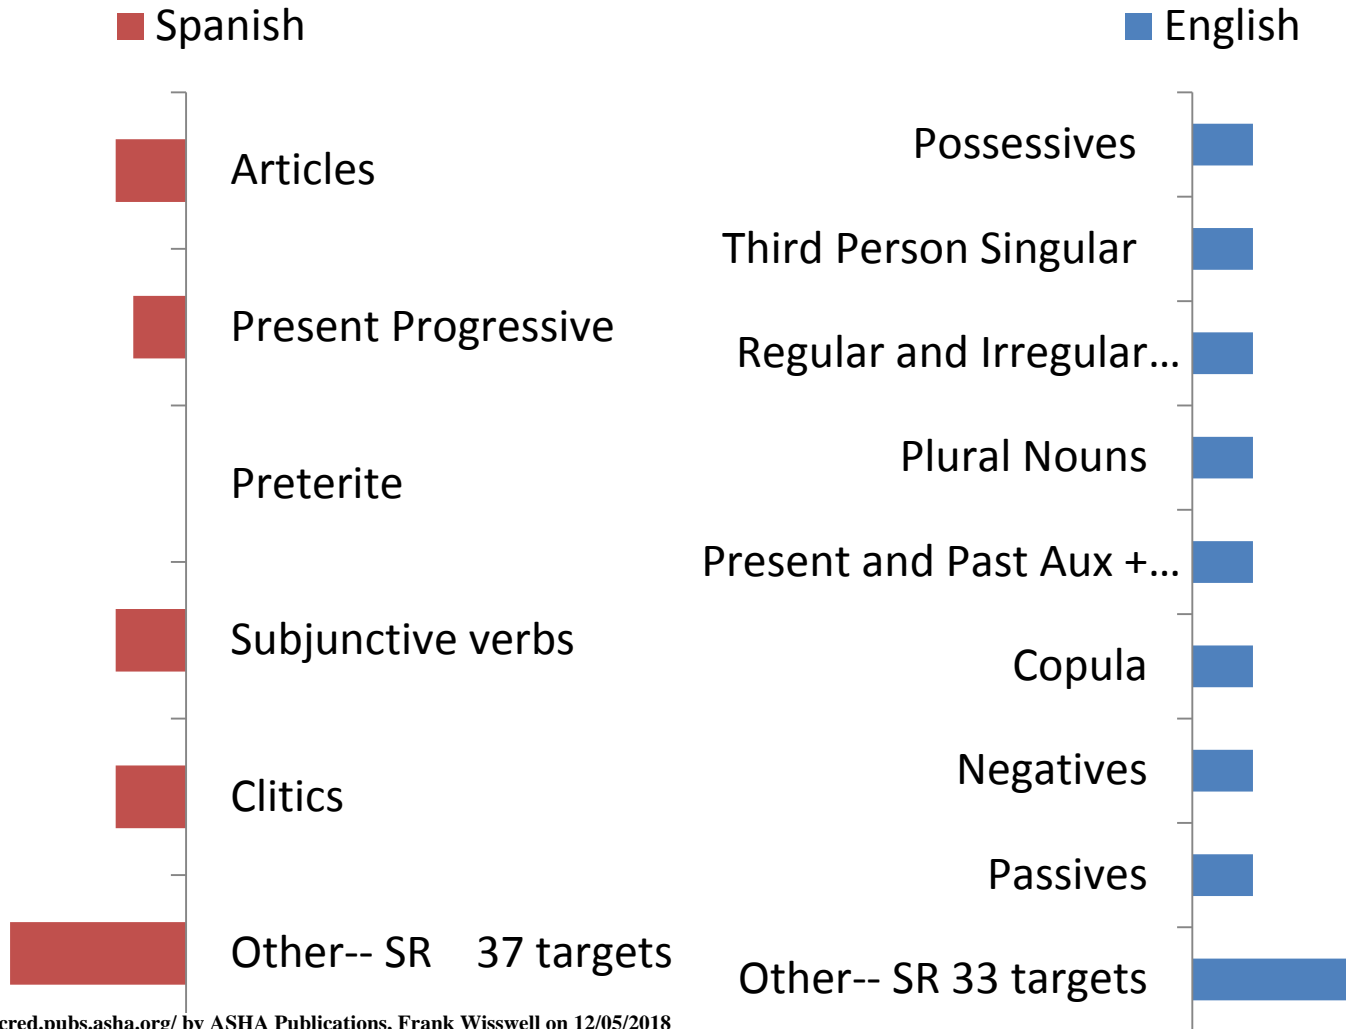 Spanish
Articles
Present Progressive
Preterite
Subjunctive verbs
Clitics
Other-- SR 37 targets
English
Possessives
Third Person Singular
Regular and Irregular…
Plural Nouns
Present and Past Aux +…
Copula
Negatives
Passives
Other-- SR 33 targets
cred.pubs.asha.org/ by ASHA Publications, Frank Wisswell on 12/05/2018